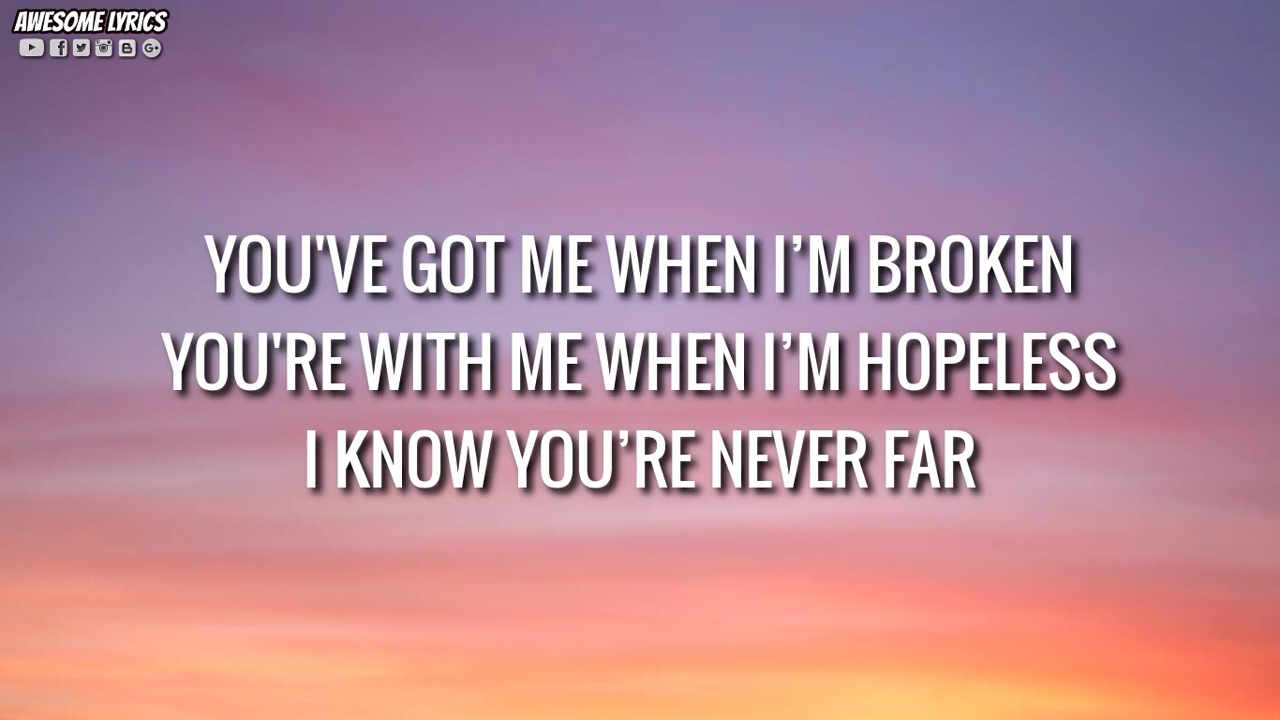 AWESOME LYRICS
YOU'VE GOT ME WHEN I’M BROKEN
YOU'RE WITH ME WHEN I’M HOPELESS
I KNOW YOU’RE NEVER FAR